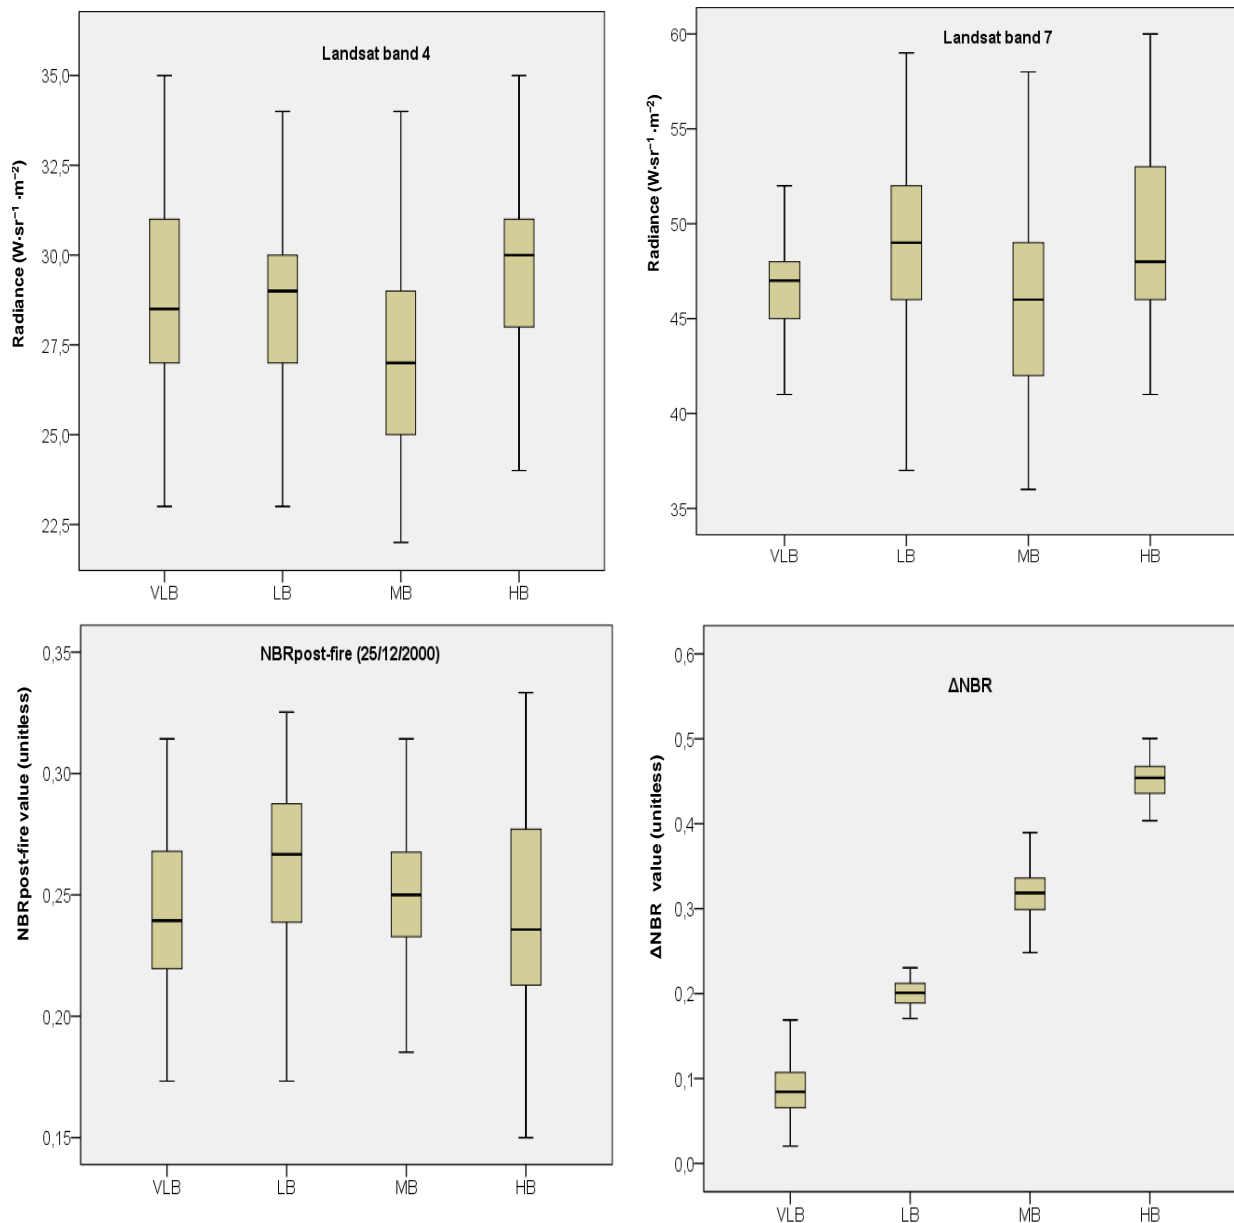 Landsat band 4
Radiance (W·sr⁻¹ ·m⁻²)
35,0
32,5
30,0
27,5
25,0
22,5
VLB LB MB HB
Landsat band 7
Radiance (W·sr⁻¹ ·m⁻²)
60
55
50
45
40
35
VLB LB MB HB
NBRpost-fire (25/12/2000)
NBRpost-fire value (unitless)
0,35
0,30
0,25
0,20
0,15
VLB LB MB HB
ΔNBR
ΔNBR value (unitless)
0,6
0,5
0,4
0,3
0,2
0,1
0,0
VLB LB MB HB